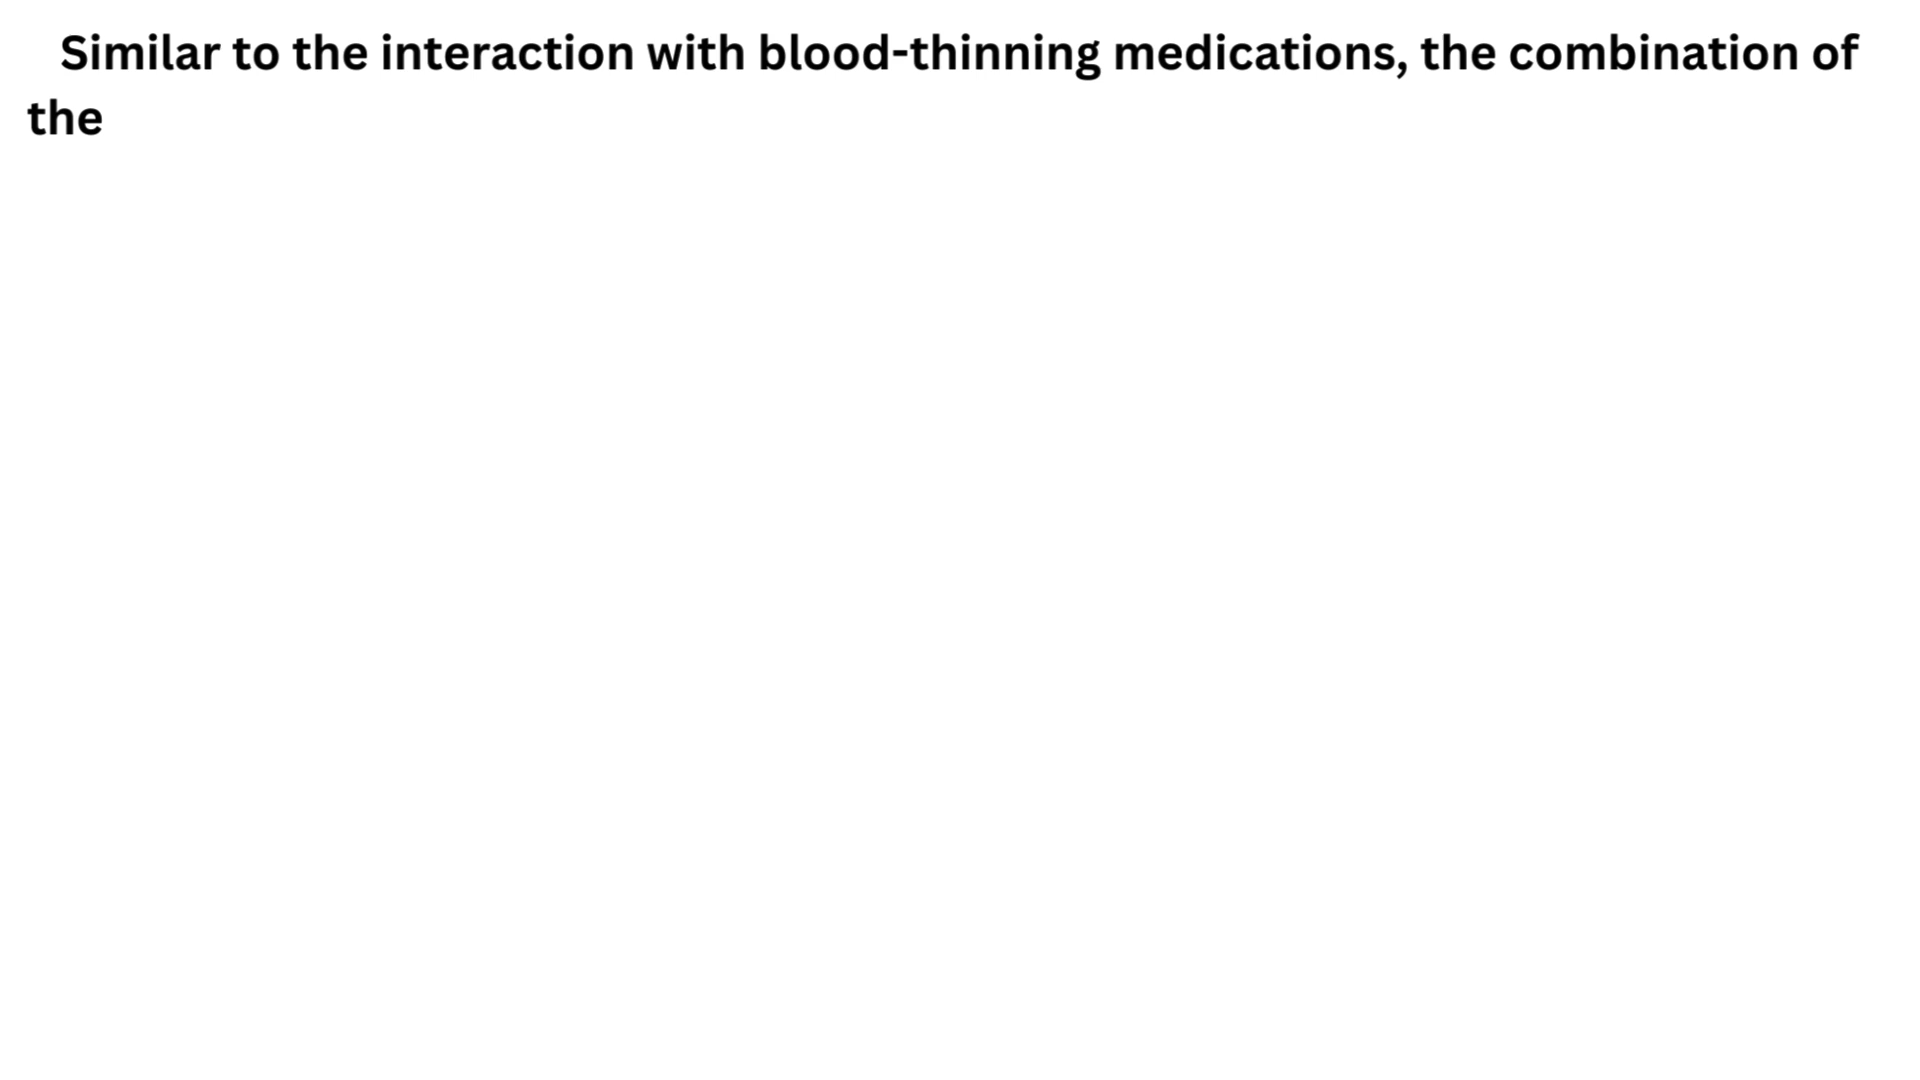 Similar to the interaction with blood-thinning medications, the combination of
the